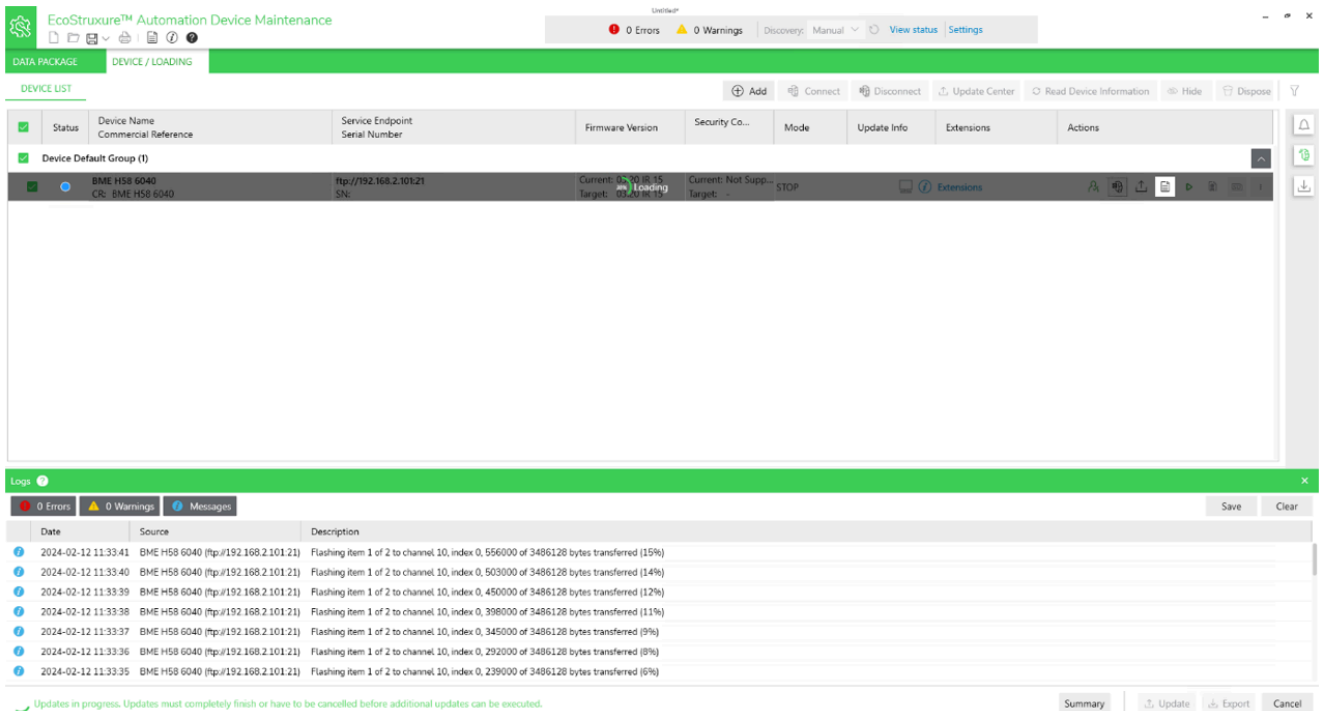 Untitled*
EcoStruxure™ Automation Device Maintenance
0 Errors 0 Warnings Discovery: Manual View status Settings
DATA PACKAGE DEVICE / LOADING
DEVICE LIST
Add Connect Disconnect Update Center Read Device Information Hide Dispose
Status Device Name Service Endpoint Firmware Version Security Co... Mode Update Info Extensions Actions
Commercial Reference Serial Number
Device Default Group (1)
BME H58 6040 ftp://192.168.2.101:21 Current: 03.20 IR 15 Loading Current: Not Supp... STOP Extensions
CR: BME H58 6040 SN: Target: 03.20 IR 15 Target: -
Logs
0 Errors 0 Warnings Messages Save Clear
Date Source Description
2024-02-12 11:33:41 BME H58 6040 (ftp://192.168.2.101:21) Flashing item 1 of 2 to channel 10, index 0, 556000 of 3486128 bytes transferred (15%)
2024-02-12 11:33:40 BME H58 6040 (ftp://192.168.2.101:21) Flashing item 1 of 2 to channel 10, index 0, 503000 of 3486128 bytes transferred (14%)
2024-02-12 11:33:39 BME H58 6040 (ftp://192.168.2.101:21) Flashing item 1 of 2 to channel 10, index 0, 450000 of 3486128 bytes transferred (12%)
2024-02-12 11:33:38 BME H58 6040 (ftp://192.168.2.101:21) Flashing item 1 of 2 to channel 10, index 0, 398000 of 3486128 bytes transferred (11%)
2024-02-12 11:33:37 BME H58 6040 (ftp://192.168.2.101:21) Flashing item 1 of 2 to channel 10, index 0, 345000 of 3486128 bytes transferred (9%)
2024-02-12 11:33:36 BME H58 6040 (ftp://192.168.2.101:21) Flashing item 1 of 2 to channel 10, index 0, 292000 of 3486128 bytes transferred (8%)
2024-02-12 11:33:35 BME H58 6040 (ftp://192.168.2.101:21) Flashing item 1 of 2 to channel 10, index 0, 239000 of 3486128 bytes transferred (6%)
Updates in progress. Updates must completely finish or have to be cancelled before additional updates can be executed. Summary Update Export Cancel